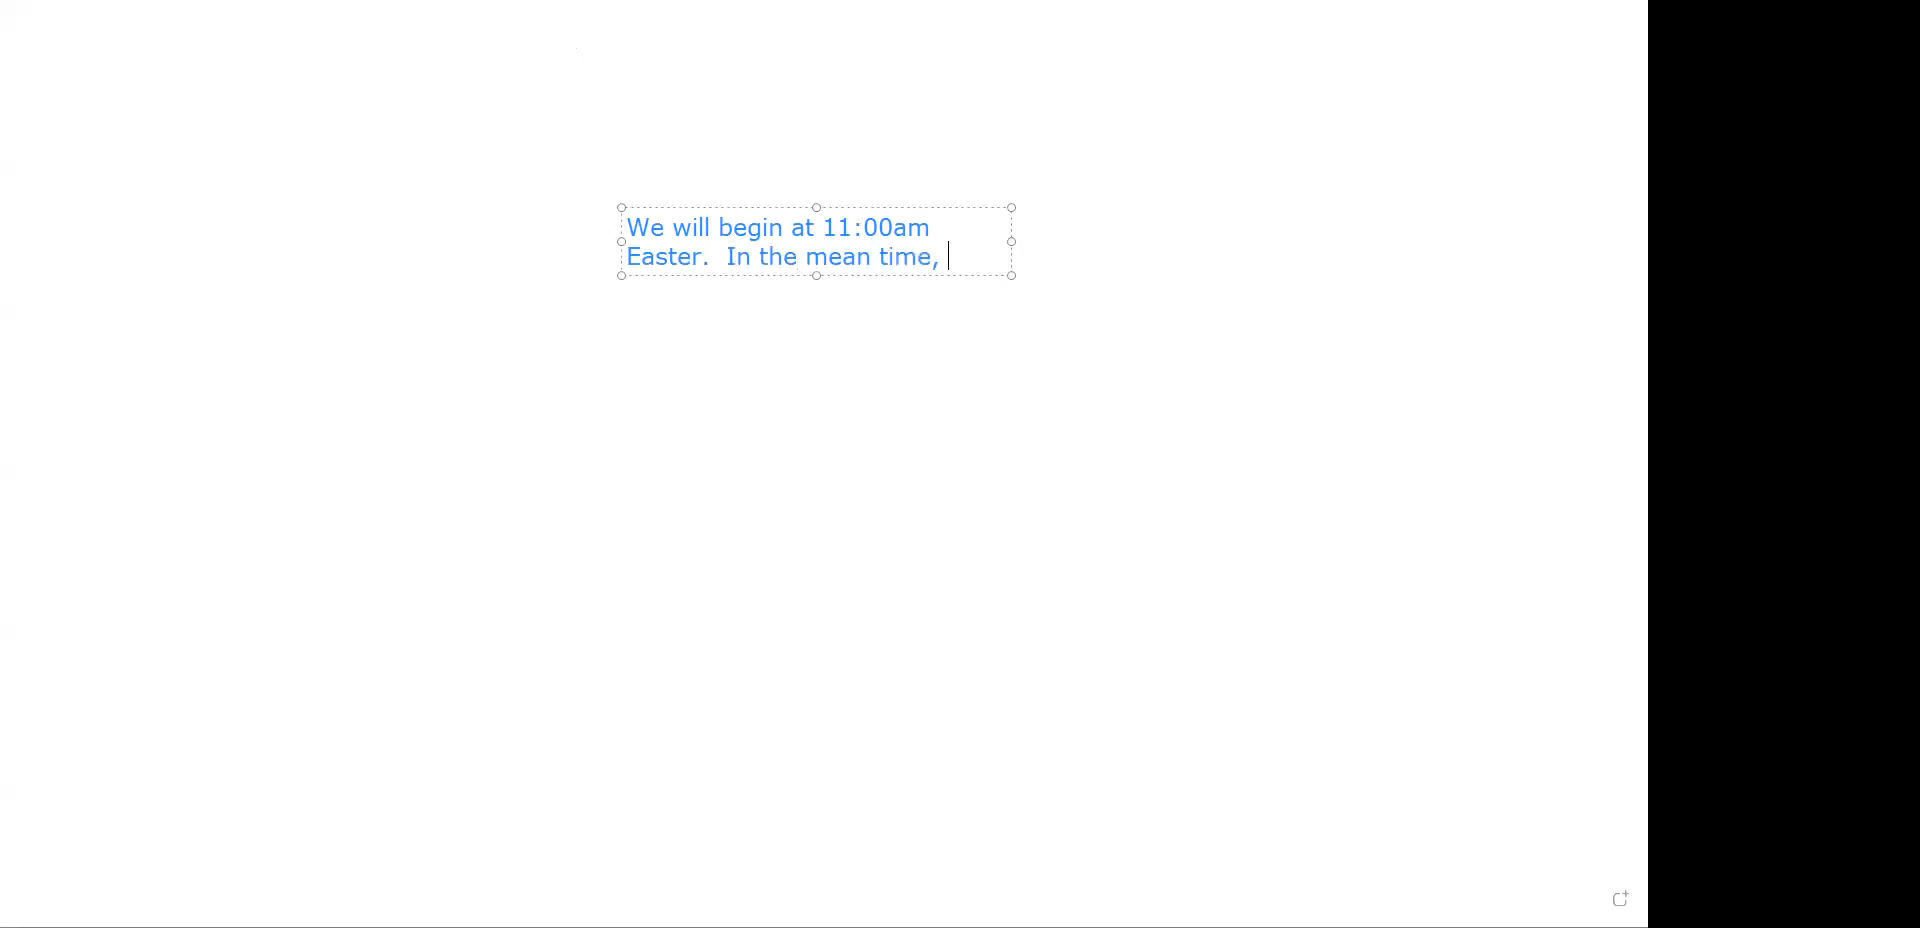 We will begin at 11:00am
Easter.  In the mean time,